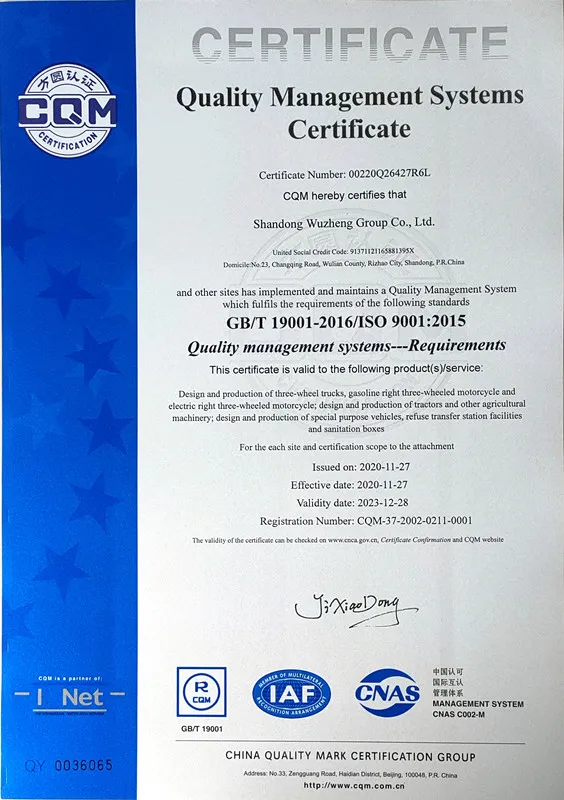 CERTIFICATE
方圆认证
CQM
CERTIFICATION
Quality Management Systems
Certificate
Certificate Number: 00220Q26427R6L
CQM hereby certifies that
Shandong Wuzheng Group Co., Ltd.
United Social Credit Code: 91371121165881395X
Domicile:No.23, Changqing Road, Wulian County, Rizhao City, Shandong, P.R.China
and other sites has implemented and maintains a Quality Management System
which fulfils the requirements of the following standards
GB/T 19001-2016/ISO 9001:2015
Quality management systems---Requirements
This certificate is valid to the following product(s)/service:
Design and production of three-wheel trucks, gasoline right three-wheeled motorcycle and
electric right three-wheeled motorcycle; design and production of tractors and other agricultural
machinery; design and production of special purpose vehicles, refuse transfer station facilities
and sanitation boxes
For the each site and certification scope to the attachment
Issued on: 2020-11-27
Effective date: 2020-11-27
Validity date: 2023-12-28
Registration Number: CQM-37-2002-0211-0001
The validity of the certificate can be checked on www.cnca.gov.cn, Certificate Confirmation and CQM website
Ji XiaoDong
CQM is a partner of:
I Net
R
CQM
GB/T 19001
MEMBER OF MULTILATERAL
IAF
RECOGNITION ARRANGEMENT
CNAS
中国认可
国际互认
管理体系
MANAGEMENT SYSTEM
CNAS C002-M
QY 0036065
CHINA QUALITY MARK CERTIFICATION GROUP
Address: No.33, Zengguang Road, Haidian District, Beijing, 100048, P.R. China
http://www.cqm.com.cn